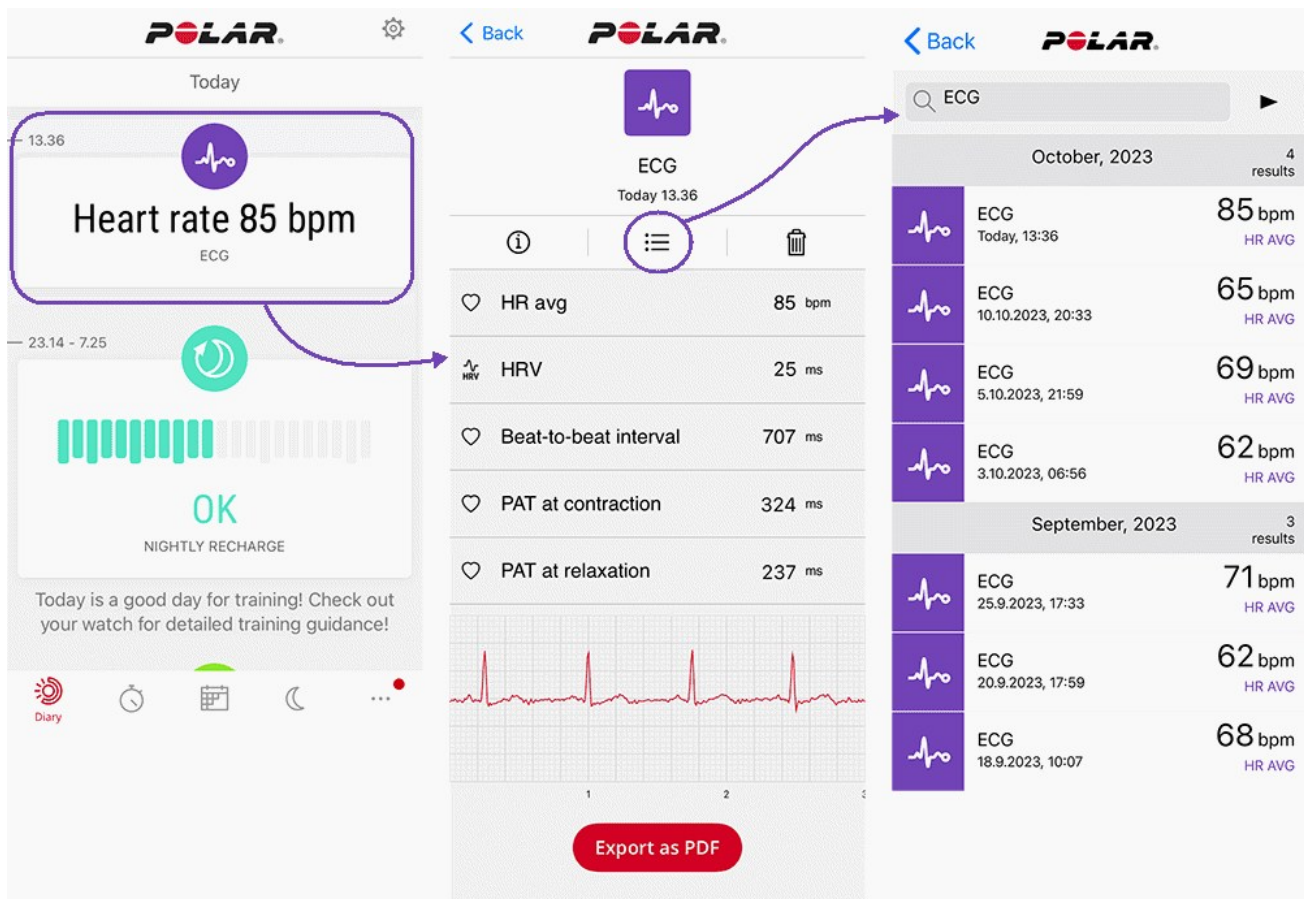 POLAR.
Today
13.36
Heart rate 85 bpm
ECG
23.14 - 7.25
OK
NIGHTLY RECHARGE
Today is a good day for training! Check out
your watch for detailed training guidance!
Diary
Back
POLAR.
ECG
Today 13.36
HR avg 85 bpm
HRV HRV 25 ms
Beat-to-beat interval 707 ms
PAT at contraction 324 ms
PAT at relaxation 237 ms
1 2 3
Export as PDF
Back
POLAR.
ECG
October, 2023 4
results
ECG 85 bpm
Today, 13:36 HR AVG
ECG 65 bpm
10.10.2023, 20:33 HR AVG
ECG 69 bpm
5.10.2023, 21:59 HR AVG
ECG 62 bpm
3.10.2023, 06:56 HR AVG
September, 2023 3
results
ECG 71 bpm
25.9.2023, 17:33 HR AVG
ECG 62 bpm
20.9.2023, 17:59 HR AVG
ECG 68 bpm
18.9.2023, 10:07 HR AVG